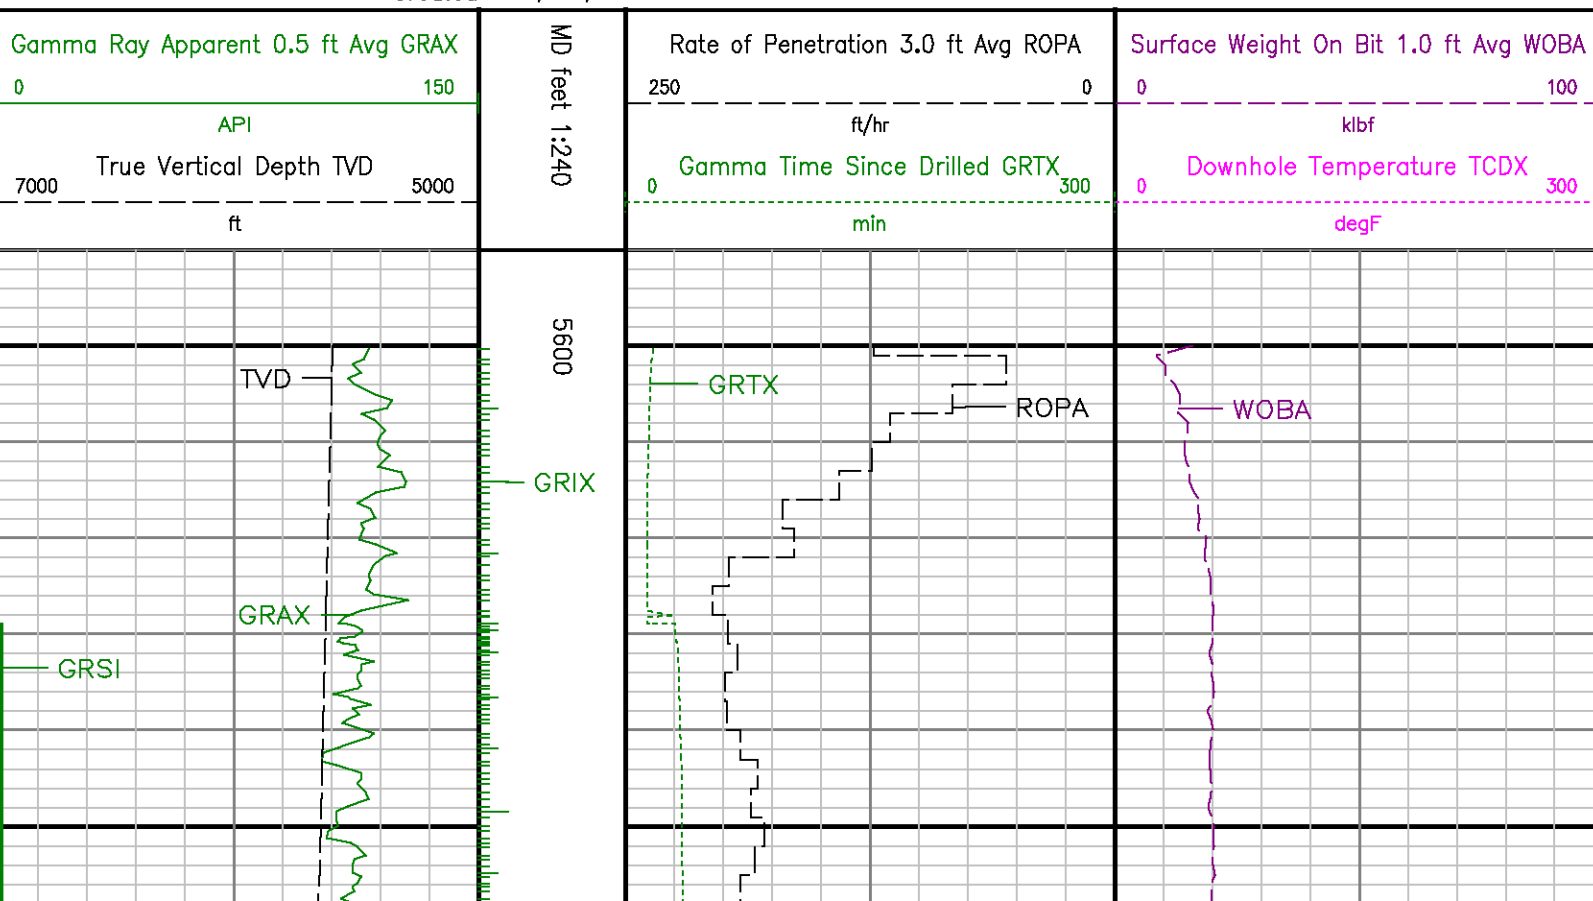 Gamma Ray Apparent 0.5 ft Avg GRAX
0 150
API
True Vertical Depth TVD
7000 5000
ft
MD feet 1:240
Rate of Penetration 3.0 ft Avg ROPA
250 0
ft/hr
Gamma Time Since Drilled GRTX
0 300
min
Surface Weight On Bit 1.0 ft Avg WOBA
0 100
klbf
Downhole Temperature TCDX
0 300
degF
5600
TVD
GRTX
ROPA
WOBA
GRIX
GRAX
GRSI